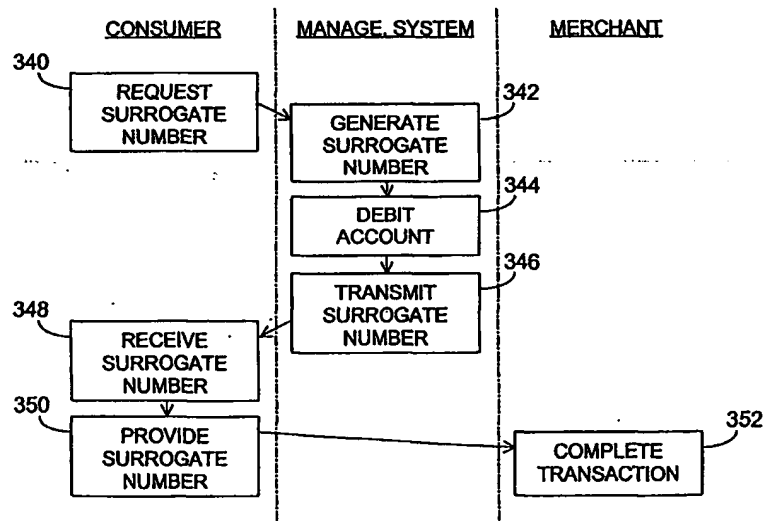 CONSUMER
MANAGE. SYSTEM
MERCHANT
340
REQUEST
SURROGATE
NUMBER
342
GENERATE
SURROGATE
NUMBER
344
DEBIT
ACCOUNT
346
TRANSMIT
SURROGATE
NUMBER
348
RECEIVE
SURROGATE
NUMBER
350
PROVIDE
SURROGATE
NUMBER
352
COMPLETE
TRANSACTION